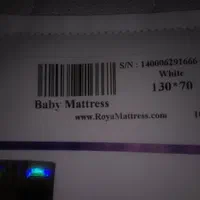 S/N : 140006291666
White
130*70
Baby Mattress
www.RoyaMattress.com